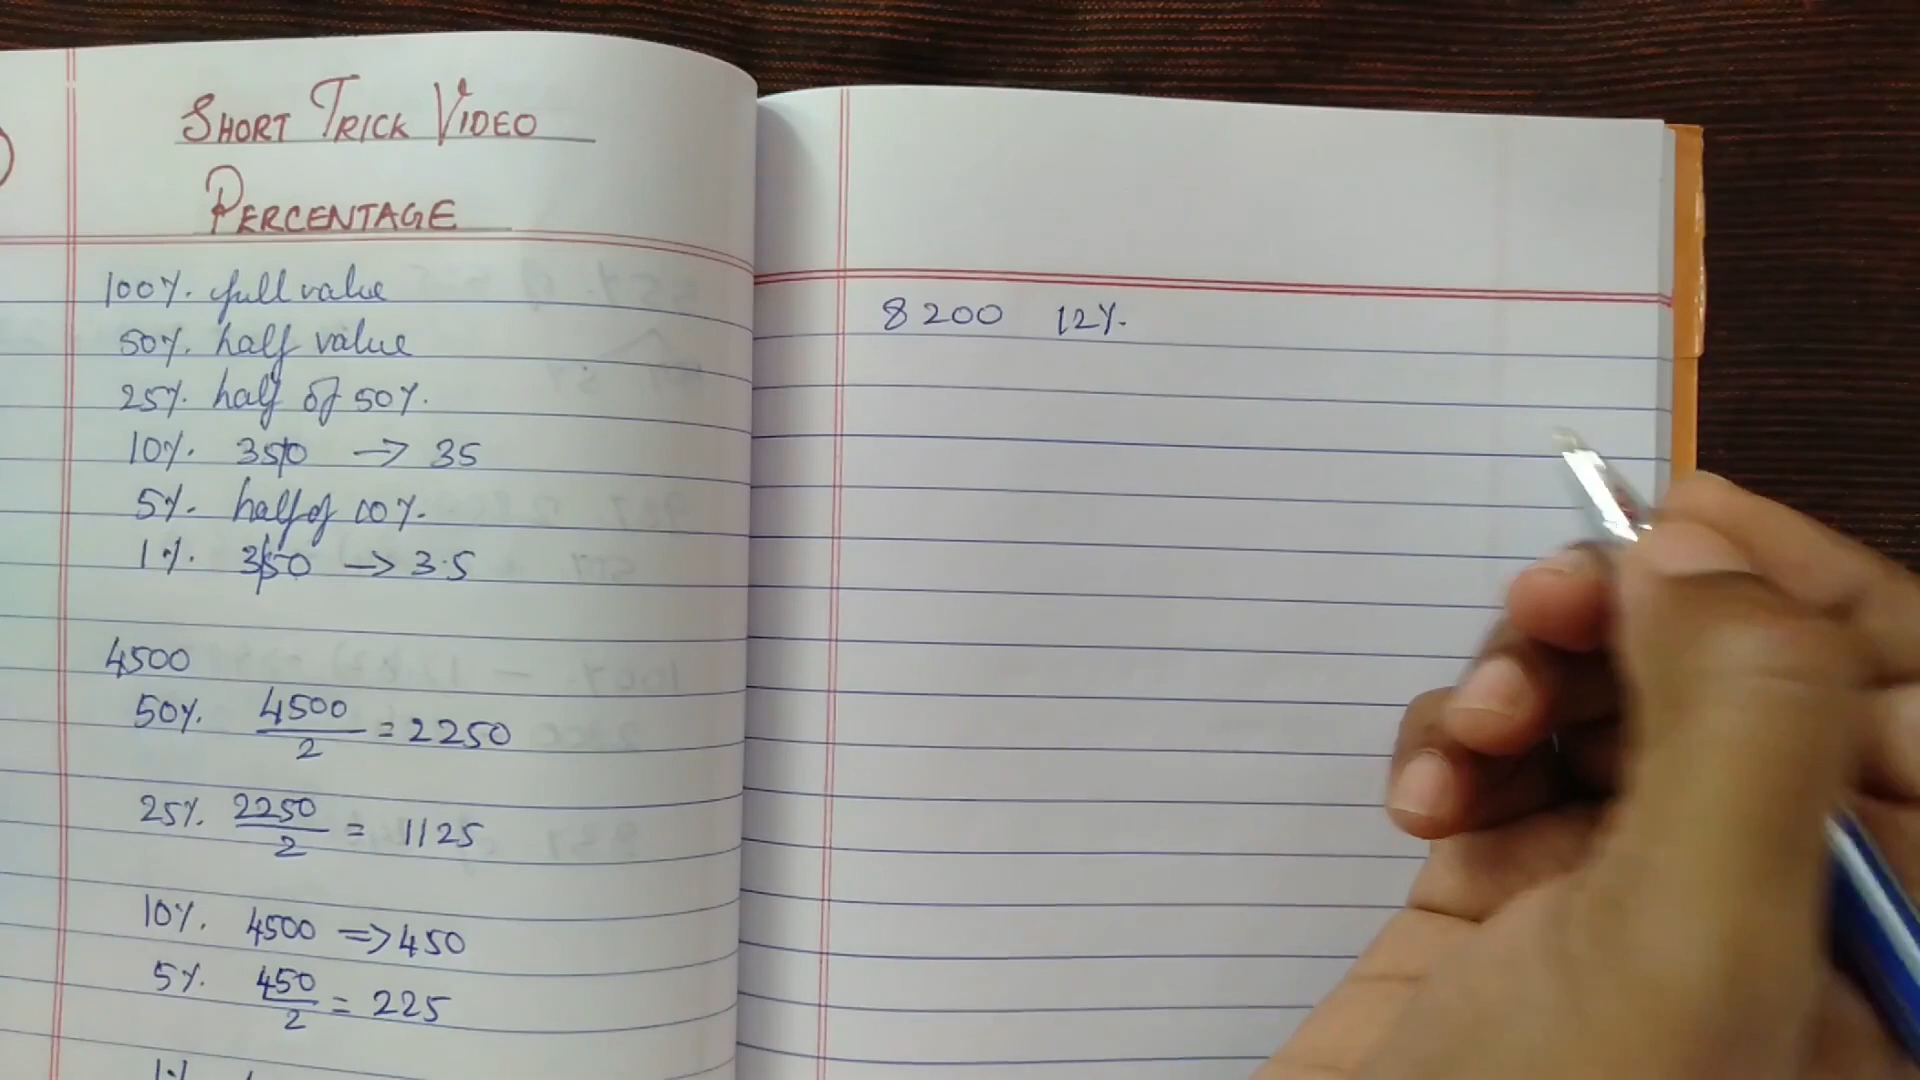 SHORT TRICK VIDEO
PERCENTAGE
100%. full value
50%. half value
25%. half of 50%.
10%. 350 -> 35
5%. half of 10%.
1%. 350 -> 3.5
4500
50%. 4500/2 = 2250
25%. 2250/2 = 1125
10%. 4500 => 450
5%. 450/2 = 225
8200 12%.